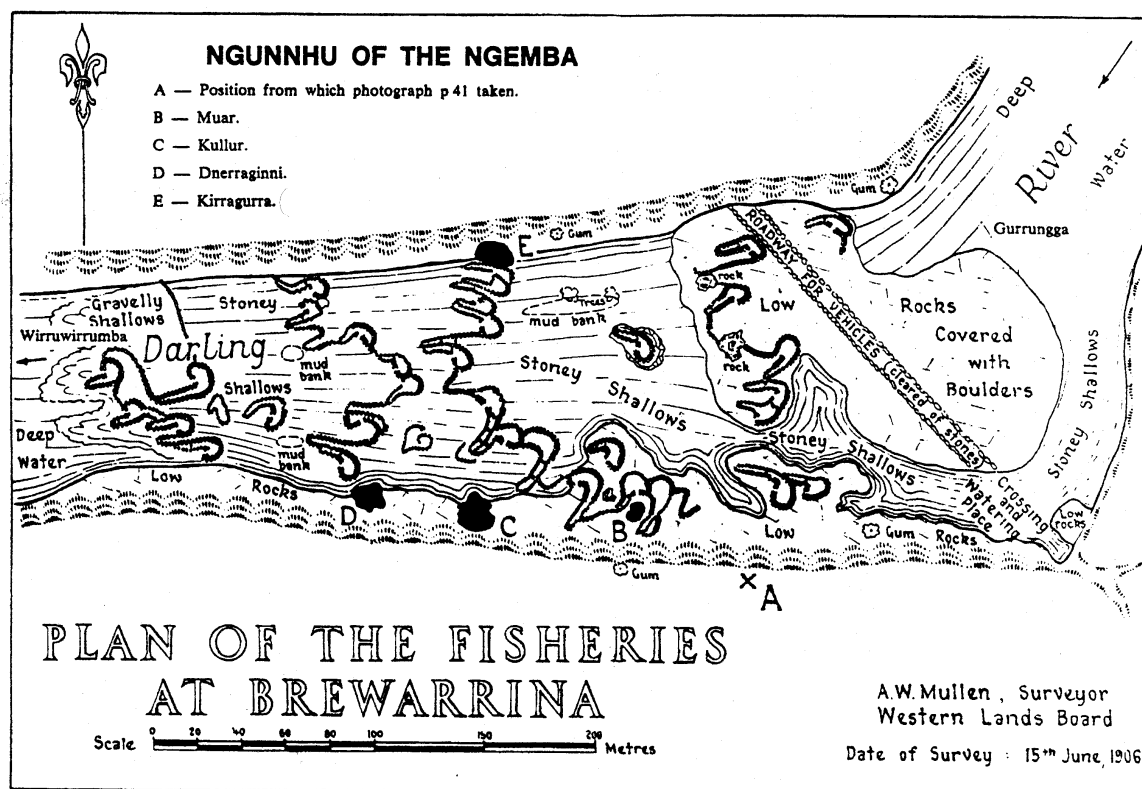 NGUNNHU OF THE NGEMBA
A — Position from which photograph p 41 taken.
B — Muar.
C — Kullur.
D — Dnerraginni.
E — Kirragurra.
Deep
River
Water
Gum
Gurrungga
E
Gum
ROADWAY FOR VEHICLES (cleared of stones)
rock
Low
Rocks
Covered
with
Boulders
Gravelly
Shallows
Stoney
Trees
mud bank
Wirruwirrumba
Darling
mud
bank
Shallows
Stoney
Shallows
rock
Stoney
Shallows
Stoney
Shallows
Deep
Water
mud
bank
Low
Rocks
D
C
a
B
Low
Gum
Rocks
Crossing
and
Watering
Place
Low
rocks
Gum
A
PLAN OF THE FISHERIES
AT BREWARRINA
Scale 0 20 40 60 80 100 150 200 Metres
A.W. Mullen, Surveyor
Western Lands Board
Date of Survey : 15th June, 1906